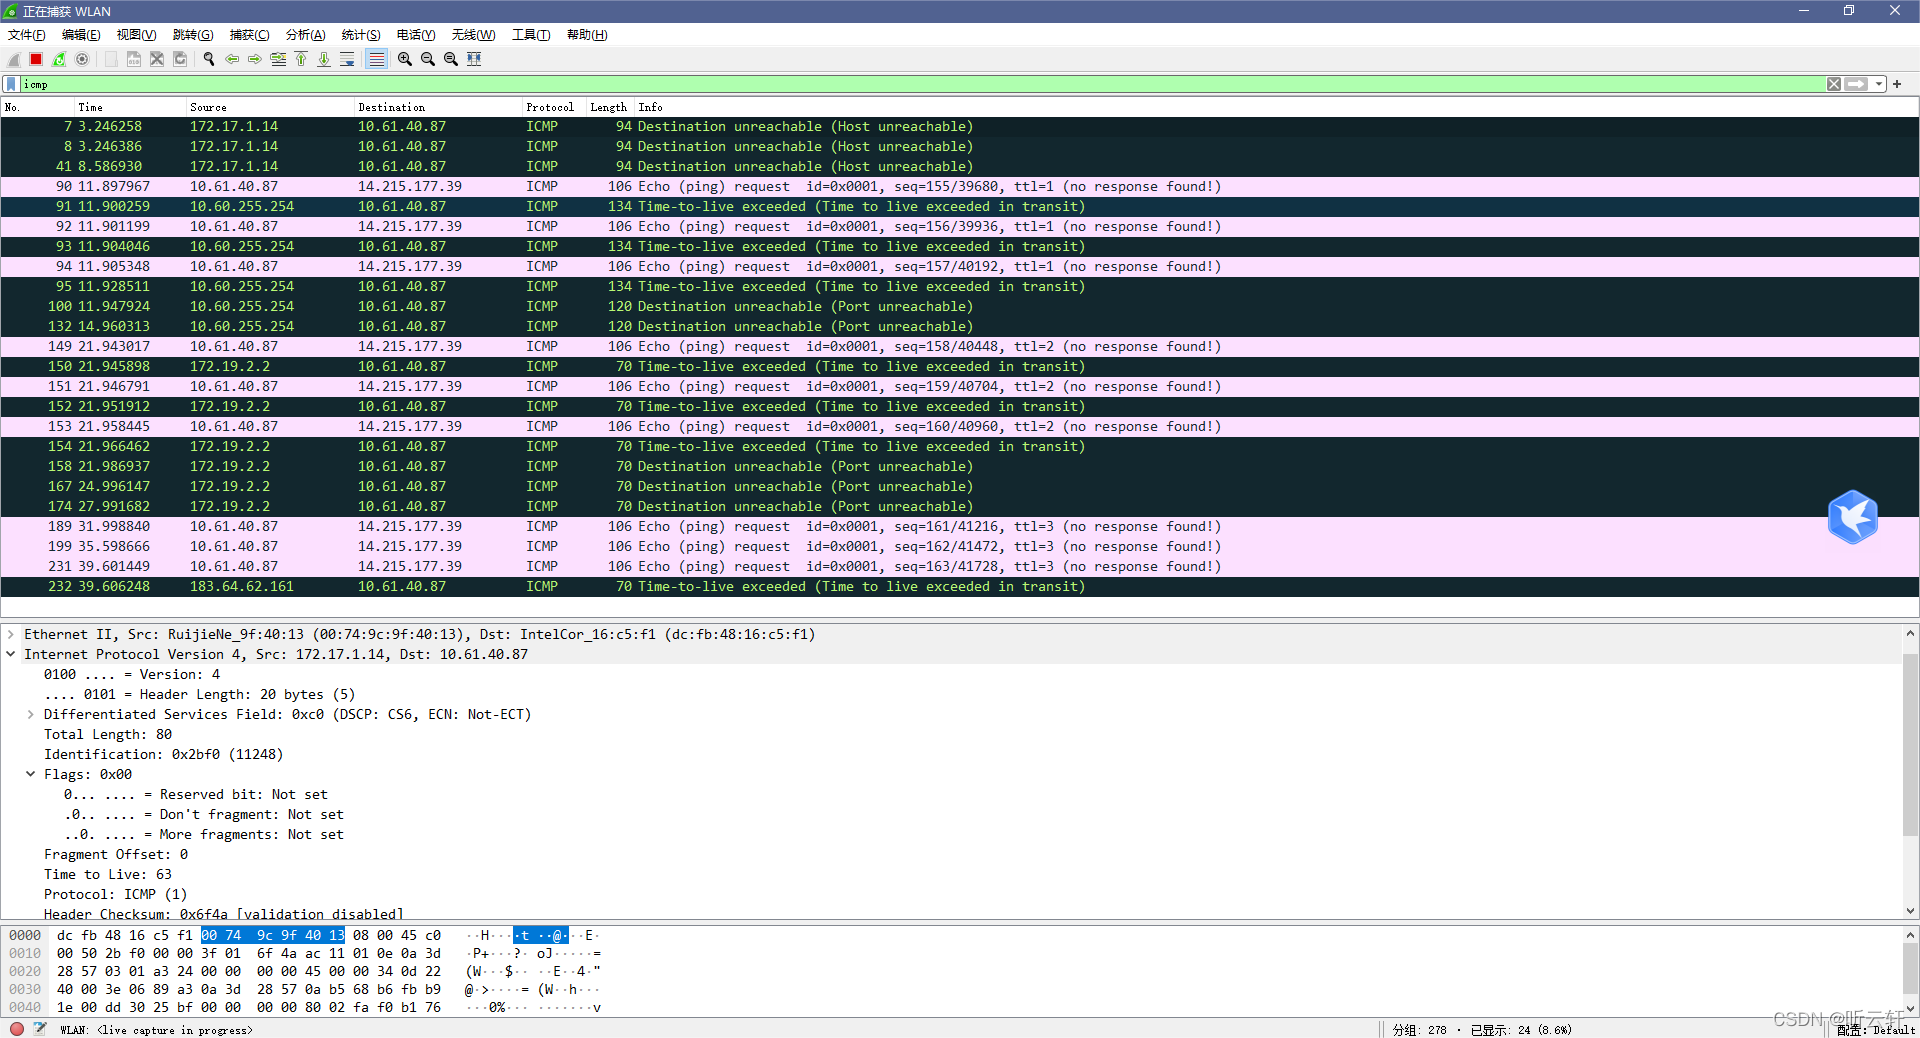 正在捕获 WLAN
文件(F) 编辑(E) 视图(V) 跳转(G) 捕获(C) 分析(A) 统计(S) 电话(Y) 无线(W) 工具(T) 帮助(H)
icmp
No. Time Source Destination Protocol Length Info
7 3.246258 172.17.1.14 10.61.40.87 ICMP 94 Destination unreachable (Host unreachable)
8 3.246386 172.17.1.14 10.61.40.87 ICMP 94 Destination unreachable (Host unreachable)
41 8.586930 172.17.1.14 10.61.40.87 ICMP 94 Destination unreachable (Host unreachable)
90 11.897967 10.61.40.87 14.215.177.39 ICMP 106 Echo (ping) request id=0x0001, seq=155/39680, ttl=1 (no response found!)
91 11.900259 10.60.255.254 10.61.40.87 ICMP 134 Time-to-live exceeded (Time to live exceeded in transit)
92 11.901199 10.61.40.87 14.215.177.39 ICMP 106 Echo (ping) request id=0x0001, seq=156/39936, ttl=1 (no response found!)
93 11.904046 10.60.255.254 10.61.40.87 ICMP 134 Time-to-live exceeded (Time to live exceeded in transit)
94 11.905348 10.61.40.87 14.215.177.39 ICMP 106 Echo (ping) request id=0x0001, seq=157/40192, ttl=1 (no response found!)
95 11.928511 10.60.255.254 10.61.40.87 ICMP 134 Time-to-live exceeded (Time to live exceeded in transit)
100 11.947924 10.60.255.254 10.61.40.87 ICMP 120 Destination unreachable (Port unreachable)
132 14.960313 10.60.255.254 10.61.40.87 ICMP 120 Destination unreachable (Port unreachable)
149 21.943017 10.61.40.87 14.215.177.39 ICMP 106 Echo (ping) request id=0x0001, seq=158/40448, ttl=2 (no response found!)
150 21.945898 172.19.2.2 10.61.40.87 ICMP 70 Time-to-live exceeded (Time to live exceeded in transit)
151 21.946791 10.61.40.87 14.215.177.39 ICMP 106 Echo (ping) request id=0x0001, seq=159/40704, ttl=2 (no response found!)
152 21.951912 172.19.2.2 10.61.40.87 ICMP 70 Time-to-live exceeded (Time to live exceeded in transit)
153 21.958445 10.61.40.87 14.215.177.39 ICMP 106 Echo (ping) request id=0x0001, seq=160/40960, ttl=2 (no response found!)
154 21.966462 172.19.2.2 10.61.40.87 ICMP 70 Time-to-live exceeded (Time to live exceeded in transit)
158 21.986937 172.19.2.2 10.61.40.87 ICMP 70 Destination unreachable (Port unreachable)
167 24.996147 172.19.2.2 10.61.40.87 ICMP 70 Destination unreachable (Port unreachable)
174 27.991682 172.19.2.2 10.61.40.87 ICMP 70 Destination unreachable (Port unreachable)
189 31.998840 10.61.40.87 14.215.177.39 ICMP 106 Echo (ping) request id=0x0001, seq=161/41216, ttl=3 (no response found!)
199 35.598666 10.61.40.87 14.215.177.39 ICMP 106 Echo (ping) request id=0x0001, seq=162/41472, ttl=3 (no response found!)
231 39.601449 10.61.40.87 14.215.177.39 ICMP 106 Echo (ping) request id=0x0001, seq=163/41728, ttl=3 (no response found!)
232 39.606248 183.64.62.161 10.61.40.87 ICMP 70 Time-to-live exceeded (Time to live exceeded in transit)
Ethernet II, Src: RuijieNe_9f:40:13 (00:74:9c:9f:40:13), Dst: IntelCor_16:c5:f1 (dc:fb:48:16:c5:f1)
Internet Protocol Version 4, Src: 172.17.1.14, Dst: 10.61.40.87
0100 .... = Version: 4
.... 0101 = Header Length: 20 bytes (5)
Differentiated Services Field: 0xc0 (DSCP: CS6, ECN: Not-ECT)
Total Length: 80
Identification: 0x2bf0 (11248)
Flags: 0x00
0... .... = Reserved bit: Not set
.0.. .... = Don't fragment: Not set
..0. .... = More fragments: Not set
Fragment Offset: 0
Time to Live: 63
Protocol: ICMP (1)
Header Checksum: 0x6f4a [validation disabled]
0000 dc fb 48 16 c5 f1 00 74 9c 9f 40 13 08 00 45 c0 ··H····t ··@···E·
0010 00 50 2b f0 00 00 3f 01 6f 4a ac 11 01 0e 0a 3d ·P+···?· oJ·····=
0020 28 57 03 01 a3 24 00 00 00 00 45 00 00 34 0d 22 (W···$·· ··E··4·"
0030 40 00 3e 06 89 a3 0a 3d 28 57 0a b5 68 b6 fb b9 @·>····= (W··h···
0040 1e 00 dd 30 25 bf 00 00 00 00 80 02 fa f0 b1 76 ···0%··· ·······v
WLAN: <live capture in progress> 分组: 278 · 已显示: 24 (8.6%) 配置: Default
CSDN @听云轩